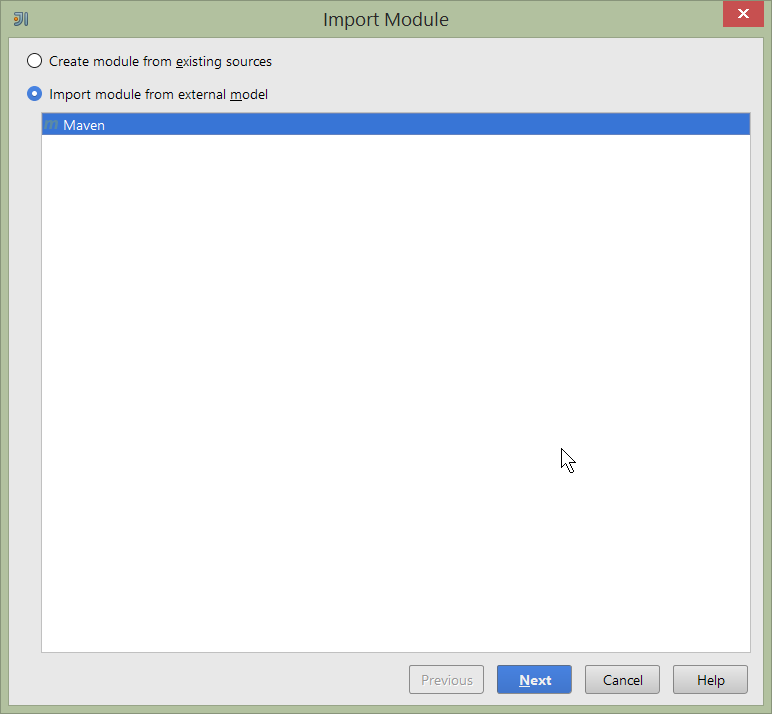 Import Module
Create module from existing sources
Import module from external model
m Maven
Previous
Next
Cancel
Help